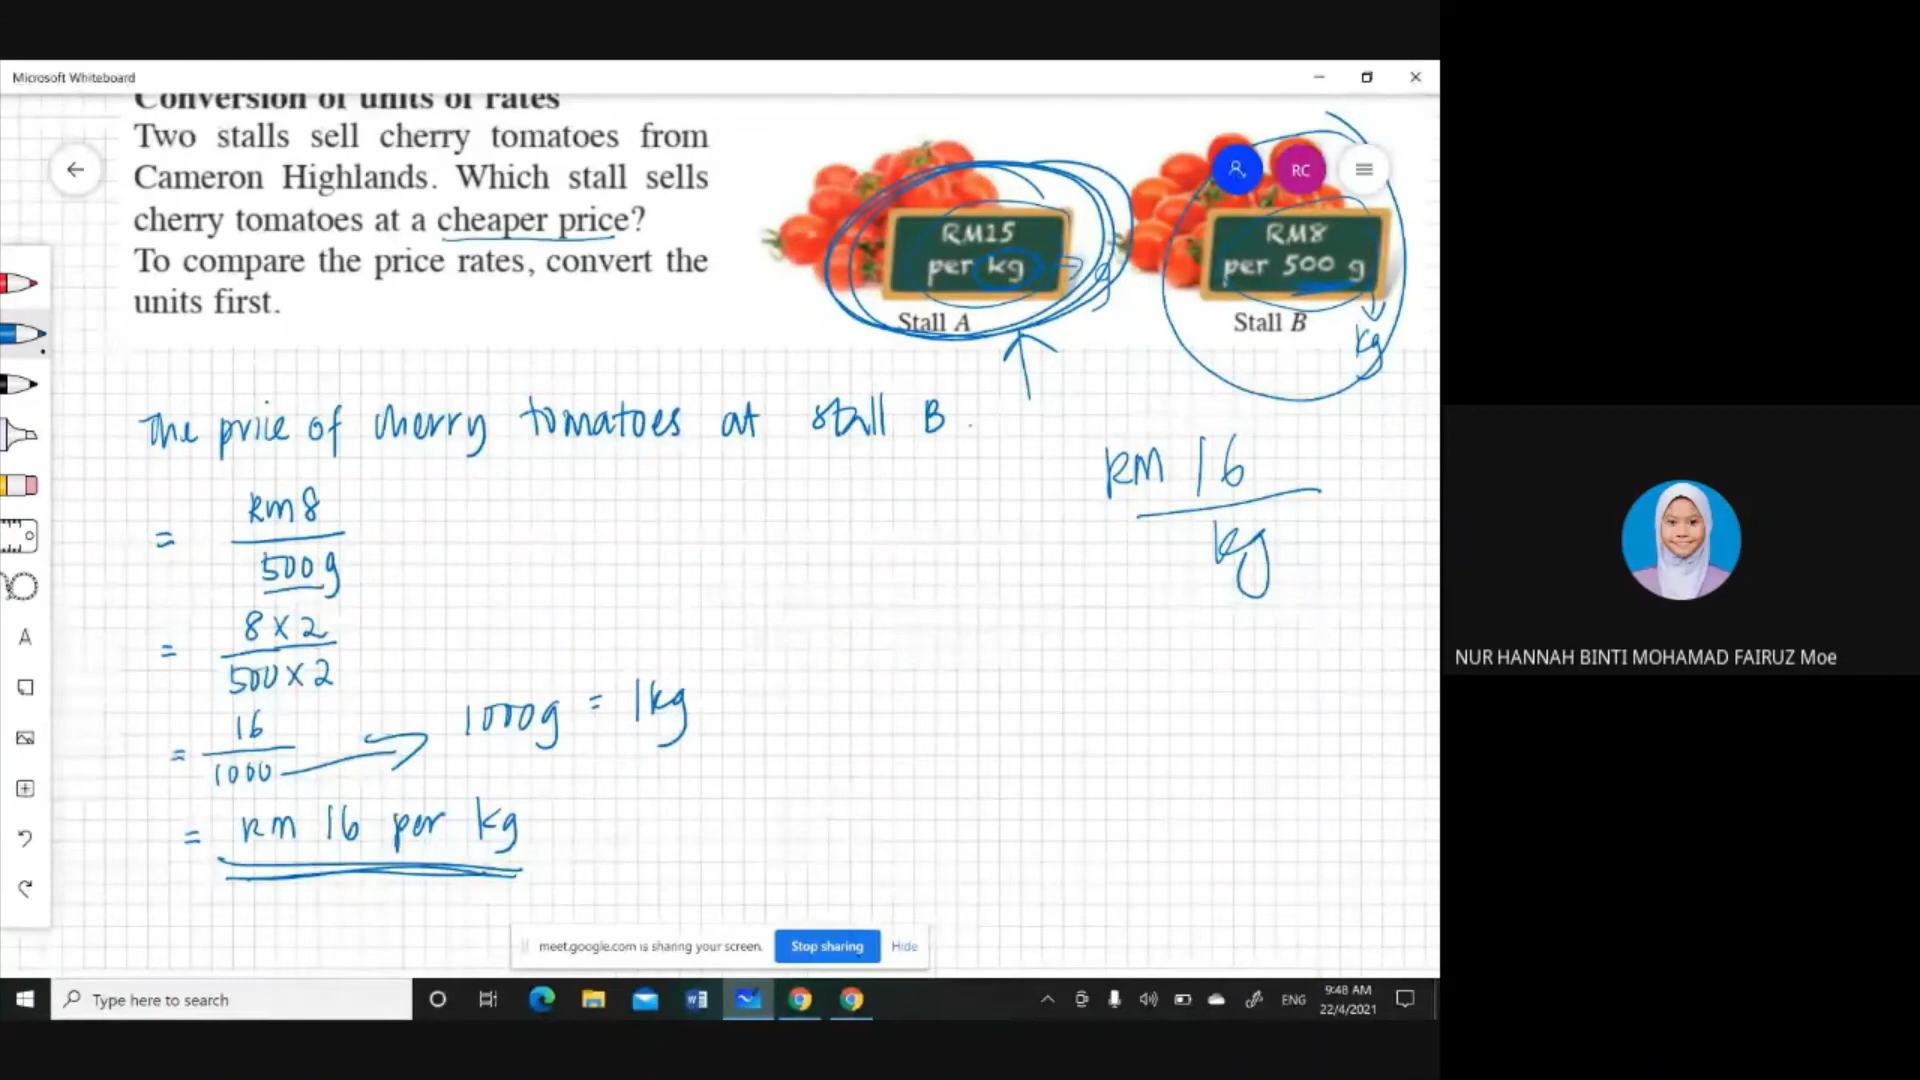 Microsoft Whiteboard
Conversion of units of rates
Two stalls sell cherry tomatoes from
Cameron Highlands. Which stall sells
cherry tomatoes at a cheaper price?
To compare the price rates, convert the
units first.
RM15
per kg → g
Stall A
RM8
per 500 g
Stall B
kg
RC
The price of cherry tomatoes at stall B.
= RM8
500g
= 8 × 2
500 × 2
= 16
1000
1000g = 1kg
= RM 16 per kg
RM 16
kg
A
NUR HANNAH BINTI MOHAMAD FAIRUZ Moe
meet.google.com is sharing your screen.
Stop sharing
Hide
Type here to search
ENG
9:48 AM
22/4/2021